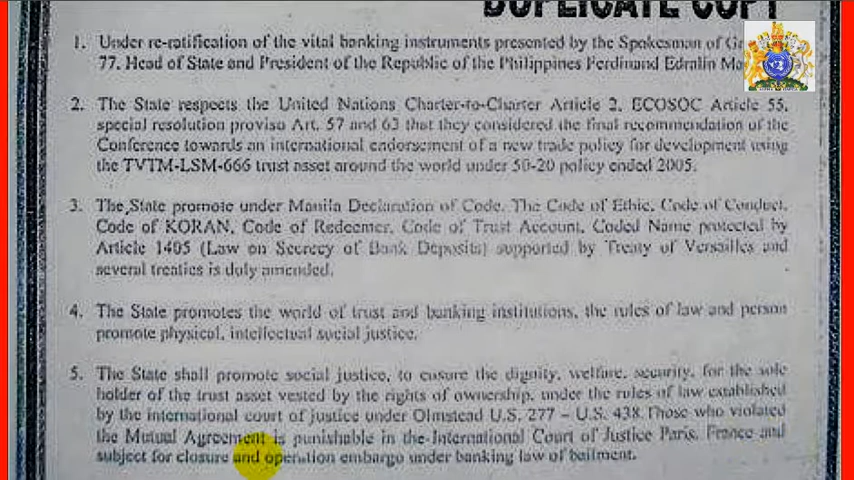 DUPLICATE COPY
1. Under re-ratification of the vital banking instruments presented by the Spokesman of
77, Head of State and President of the Republic of the Philippines Ferdinand Edralin
2. The State respects the United Nations Charter-to-Charter Article 2, ECOSOC Article 55,
special resolution proviso Art. 57 and 63 that they considered the final recommendation of the
Conference towards an international endorsement of a new trade policy for development using
the TVTM-LSM-666 trust asset around the world under 50-20 policy ended 2005.
3. The State promote under Manila Declaration of Code, The Code of Ethic, Code of Conduct,
Code of KORAN, Code of Redeemer, Code of Trust Account, Coded Name protected by
Article 1405 (Law on Secrecy of Bank Deposits) supported by Treaty of Versailles and
several treaties is duly amended.
4. The State promotes the world of trust and banking institutions, the rules of law and person
promote physical, intellectual social justice.
5. The State shall promote social justice, to ensure the dignity, welfare, security, for the sole
holder of the trust asset vested by the rights of ownership, under the rules of law established
by the international court of justice under Olmstead U.S. 277 – U.S. 438.Those who violated
the Mutual Agreement is punishable in the International Court of Justice Paris, France and
subject for closure and operation embargo under banking law of bailment.